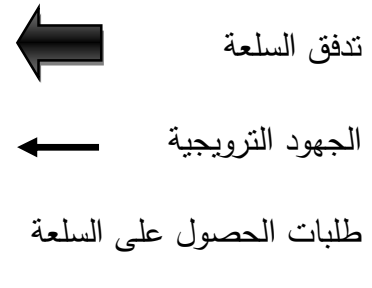 تدفق السلعة
الجهود الترويجية
طلبات الحصول على السلعة